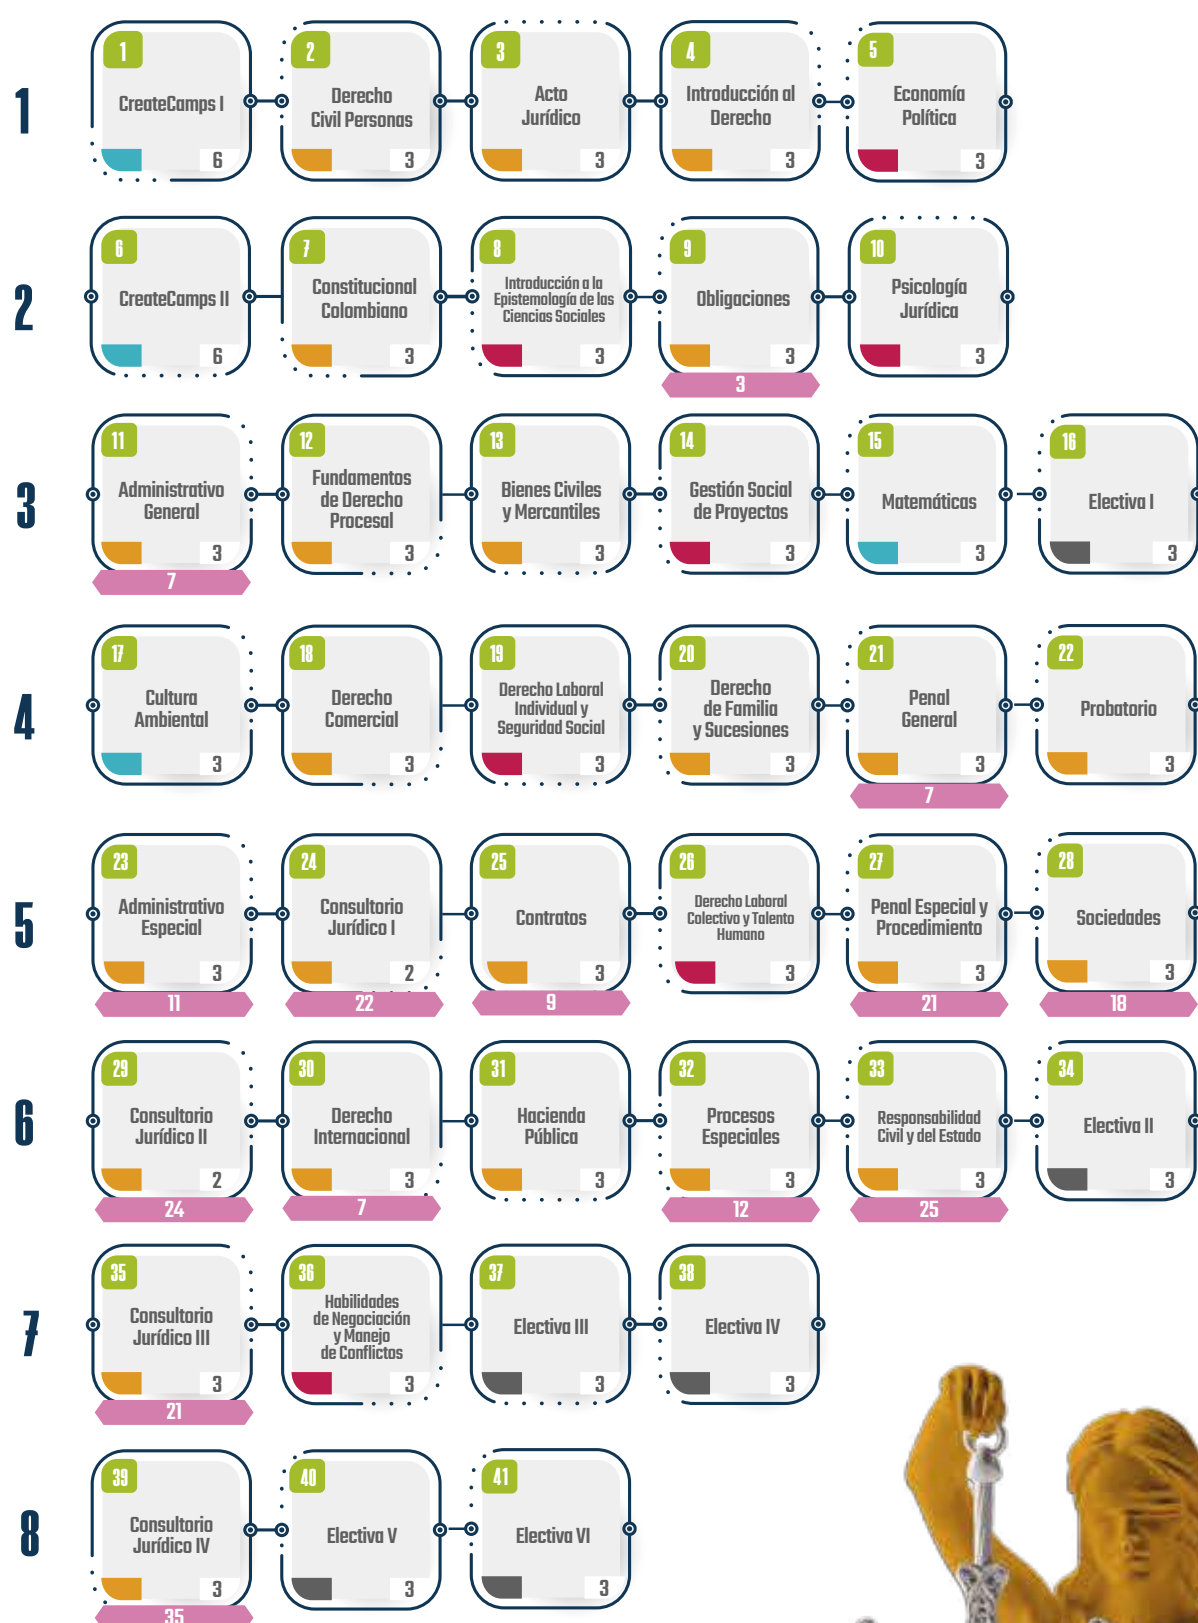 1
1
CreateCamps I
6
2
Derecho
Civil Personas
3
3
Acto
Jurídico
3
4
Introducción al
Derecho
3
5
Economía
Política
3
2
6
CreateCamps II
6
7
Constitucional
Colombiano
3
8
Introducción a la
Epistemología de las
Ciencias Sociales
3
9
Obligaciones
3
3
10
Psicología
Jurídica
3
3
11
Administrativo
General
3
7
12
Fundamentos
de Derecho
Procesal
3
13
Bienes Civiles
y Mercantiles
3
14
Gestión Social
de Proyectos
3
15
Matemáticas
3
16
Electiva I
3
4
17
Cultura
Ambiental
3
18
Derecho
Comercial
3
19
Derecho Laboral
Individual y
Seguridad Social
3
20
Derecho
de Familia
y Sucesiones
3
21
Penal
General
3
7
22
Probatorio
3
5
23
Administrativo
Especial
3
11
24
Consultorio
Jurídico I
2
22
25
Contratos
3
9
26
Derecho Laboral
Colectivo y Talento
Humano
3
27
Penal Especial y
Procedimiento
3
21
28
Sociedades
3
18
6
29
Consultorio
Jurídico II
2
24
30
Derecho
Internacional
3
7
31
Hacienda
Pública
3
32
Procesos
Especiales
3
12
33
Responsabilidad
Civil y del Estado
3
25
34
Electiva II
3
7
35
Consultorio
Jurídico III
3
21
36
Habilidades
de Negociación
y Manejo
de Conflictos
3
37
Electiva III
3
38
Electiva IV
3
8
39
Consultorio
Jurídico IV
3
35
40
Electiva V
3
41
Electiva VI
3